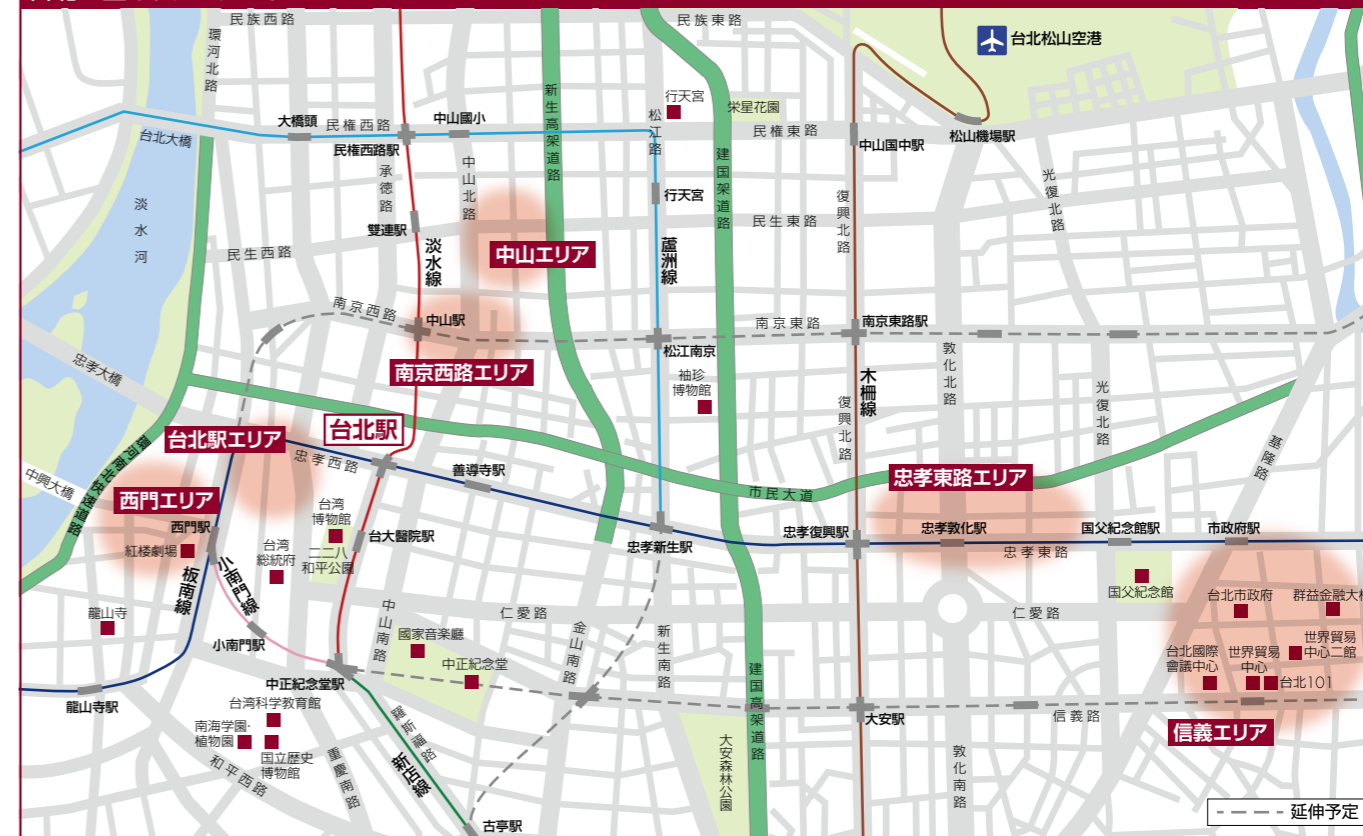 民族西路
民族東路
環河北路
台北松山空港
新生高架道路
行天宮
栄星花園
松江路
大橋頭
民権西路
中山國小
民権東路
台北大橋
民権西路駅
中山国中駅
松山機場駅
承徳路
中山北路
建国架道路
光復北路
復興北路
行天宮
淡水河
雙連駅
民生東路
民生西路
淡水線
中山エリア
蘆洲線
南京西路
中山駅
南京東路
南京東路駅
松江南京
敦化北路
忠孝大橋
南京西路エリア
袖珍
博物館
木柵線
光復北路
復興北路
台北駅
台北駅エリア
忠孝西路
善導寺駅
基隆路
中興大橋
環河南北快速道路
西門エリア
市民大道
忠孝東路エリア
台湾
博物館
西門駅
台大醫院駅
忠孝新生駅
忠孝復興駅
忠孝敦化駅
国父紀念館駅
市政府駅
忠孝東路
紅楼劇場
台湾
総統府
二二八
和平公園
板南線
小南門線
国父紀念館
台北市政府
群益金融大
龍山寺
中山南路
仁愛路
仁愛路
國家音楽廳
金山南路
新生南路
小南門駅
中正紀念堂
世界貿易
中心二館
台北國際
會議中心
世界貿易
中心
台北101
中正紀念堂駅
建国高架道路
龍山寺駅
台湾科学教育館
羅斯福路
大安駅
信義路
南海学園・
植物園
国立歴史
博物館
信義エリア
和平西路
重慶南路
新店線
大安森林公園
敦化南路
古亭駅
延伸予定